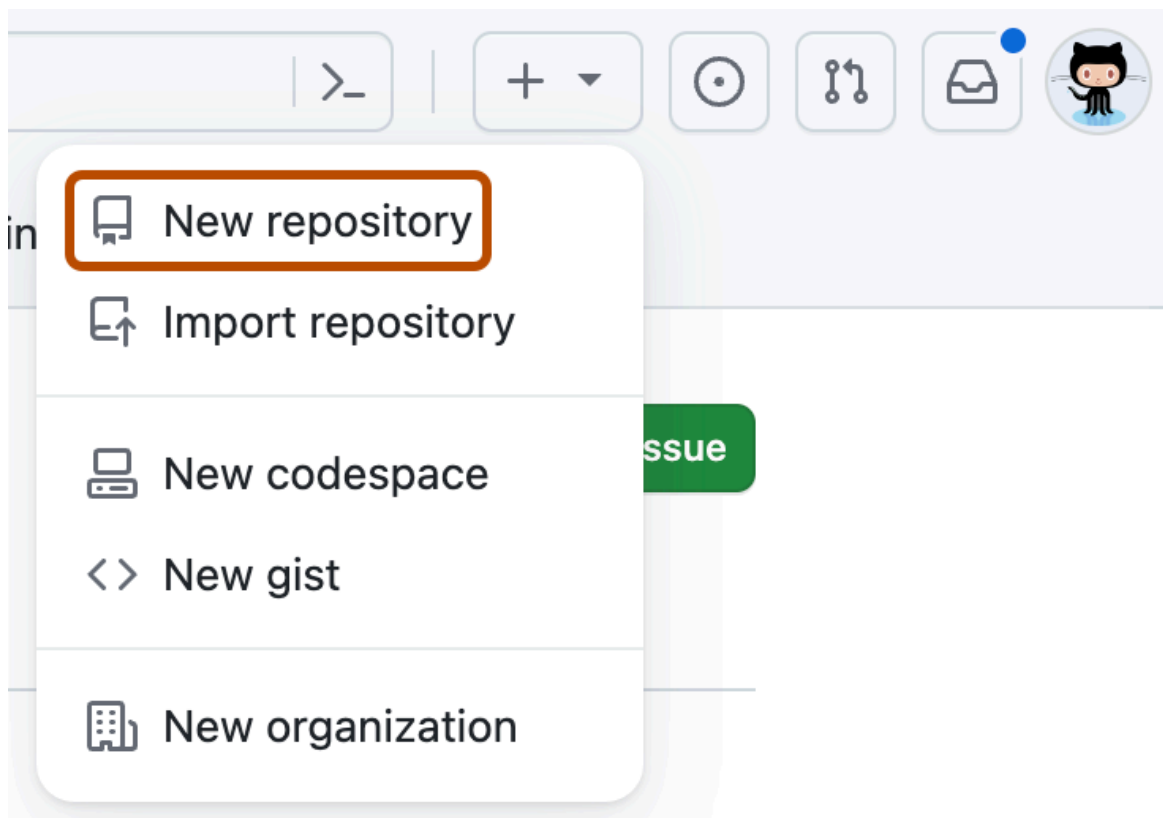 in
New repository
Import repository
ssue
New codespace
New gist
New organization